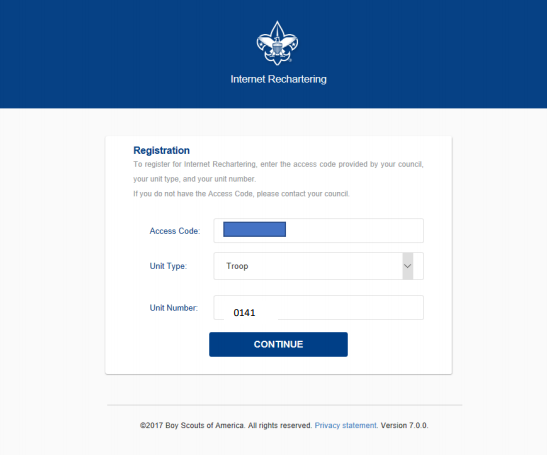 Internet Rechartering
Registration
To register for Internet Rechartering, enter the access code provided by your council,
your unit type, and your unit number.
If you do not have the Access Code, please contact your council.
Access Code:
Unit Type: Troop
Unit Number: 0141
CONTINUE
©2017 Boy Scouts of America. All rights reserved. Privacy statement. Version 7.0.0.